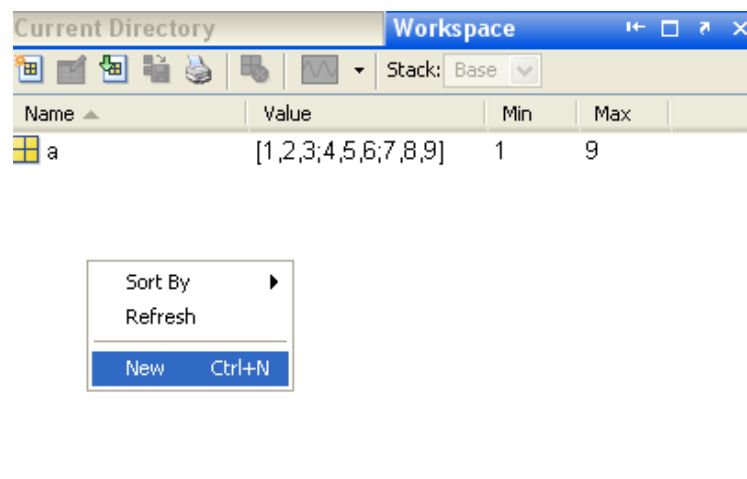 Current Directory Workspace
Stack: Base
Name Value Min Max
a [1,2,3;4,5,6;7,8,9] 1 9
Sort By
Refresh
New Ctrl+N